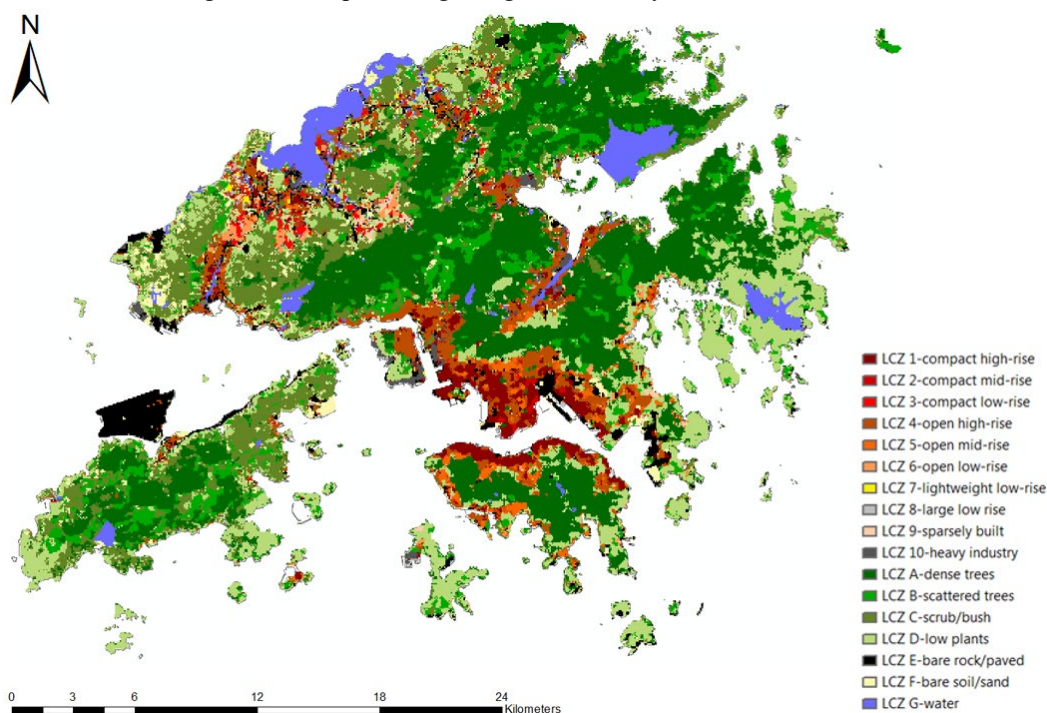 N
LCZ 1-compact high-rise
LCZ 2-compact mid-rise
LCZ 3-compact low-rise
LCZ 4-open high-rise
LCZ 5-open mid-rise
LCZ 6-open low-rise
LCZ 7-lightweight low-rise
LCZ 8-large low rise
LCZ 9-sparsely built
LCZ 10-heavy industry
LCZ A-dense trees
LCZ B-scattered trees
LCZ C-scrub/bush
LCZ D-low plants
LCZ E-bare rock/paved
LCZ F-bare soil/sand
LCZ G-water
0 3 6 12 18 24
Kilometers